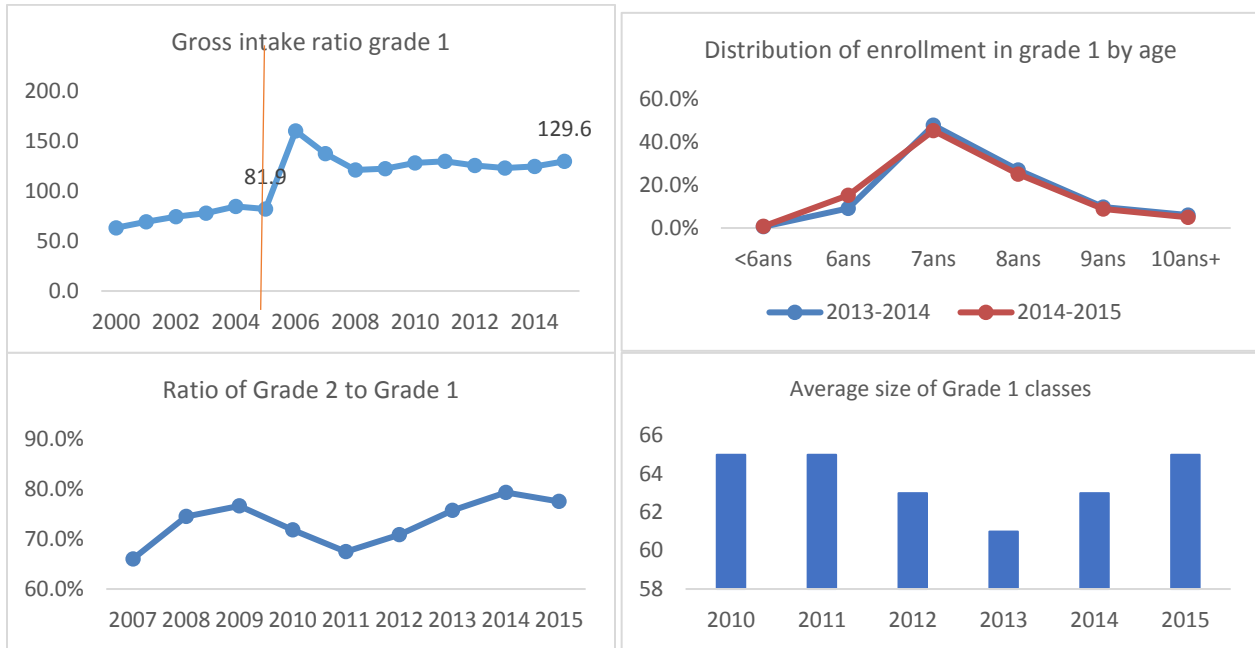 Gross intake ratio grade 1
200.0
150.0
100.0
50.0
0.0
81.9
129.6
2000 2002 2004 2006 2008 2010 2012 2014
Distribution of enrollment in grade 1 by age
60.0%
40.0%
20.0%
0.0%
<6ans 6ans 7ans 8ans 9ans 10ans+
2013-2014 2014-2015
Ratio of Grade 2 to Grade 1
90.0%
80.0%
70.0%
60.0%
2007 2008 2009 2010 2011 2012 2013 2014 2015
Average size of Grade 1 classes
66
64
62
60
58
2010 2011 2012 2013 2014 2015